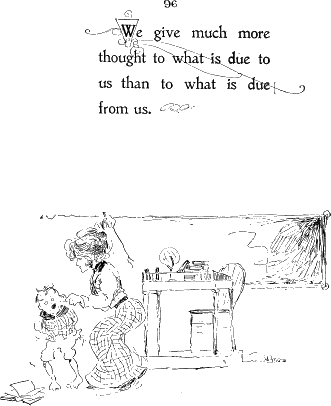 96
We give much more
thought to what is due to
us than to what is due
from us.